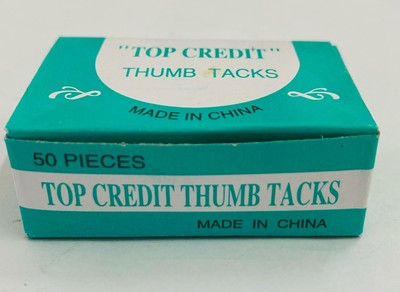 "TOP CREDIT"
THUMB TACKS
MADE IN CHINA
50 PIECES
TOP CREDIT THUMB TACKS
MADE IN CHINA